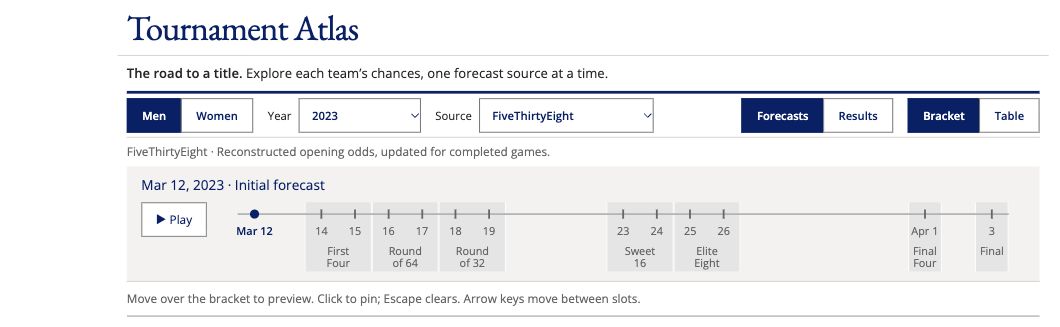 Tournament Atlas
The road to a title. Explore each team's chances, one forecast source at a time.
Men Women Year 2023 Source FiveThirtyEight Forecasts Results Bracket Table
FiveThirtyEight · Reconstructed opening odds, updated for completed games.
Mar 12, 2023 · Initial forecast
Play
Mar 12 14 15 16 17 18 19 23 24 25 26 Apr 1 3
First Round Round Sweet Elite Final Final
Four of 64 of 32 16 Eight Four
Move over the bracket to preview. Click to pin; Escape clears. Arrow keys move between slots.